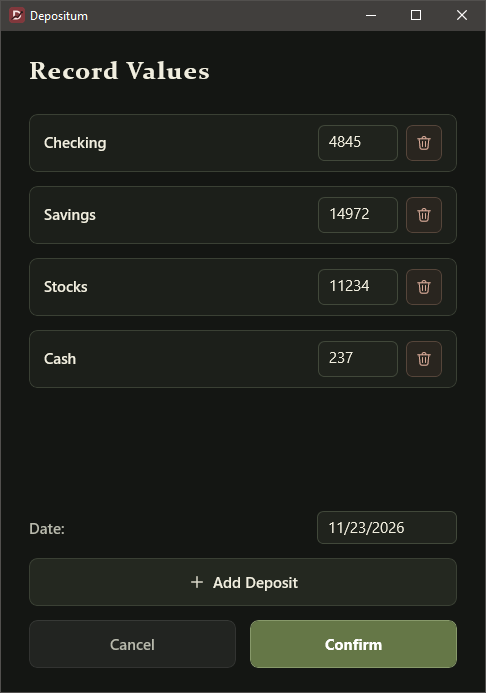 Depositum
Record Values
Checking 4845
Savings 14972
Stocks 11234
Cash 237
Date: 11/23/2026
Add Deposit
Cancel Confirm